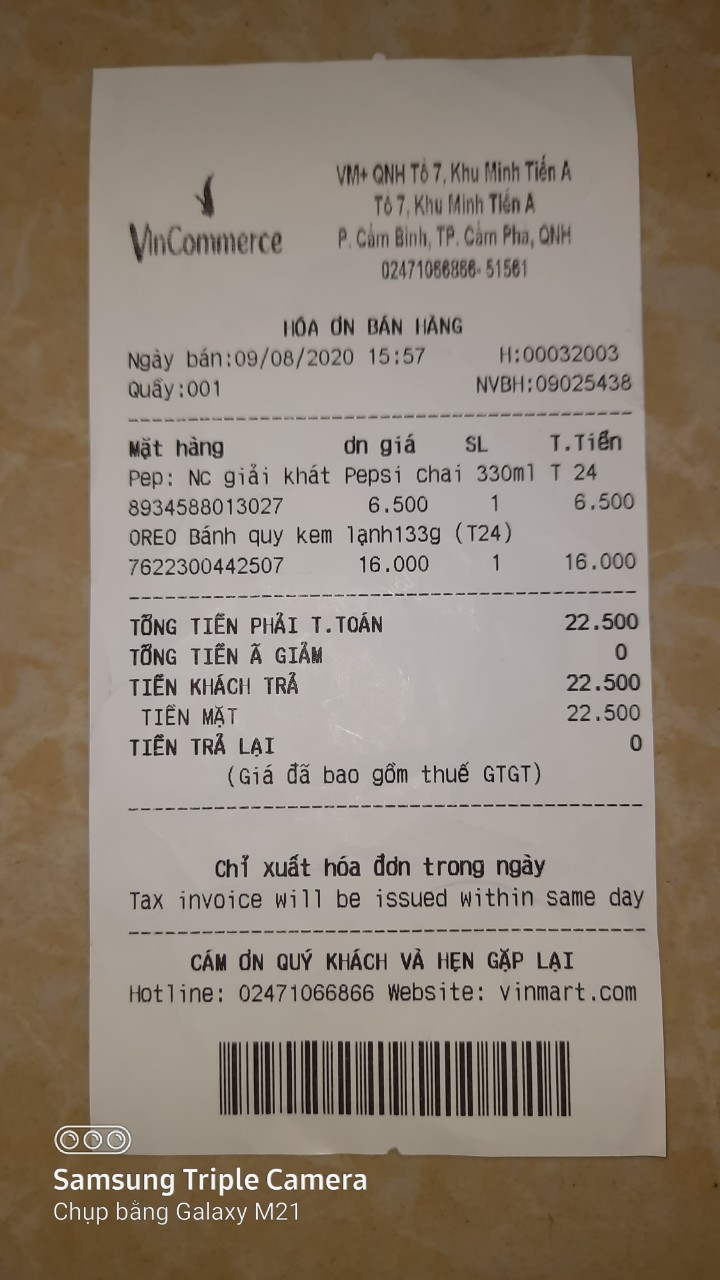 VinCommerce
VM+ QNH Tổ 7, Khu Minh Tiến A
Tổ 7, Khu Minh Tiến A
P. Cẩm Bình, TP. Cẩm Phả, QNH
02471066866-51561
HÓA ƠN BÁN HÀNG
Ngày bán:09/08/2020 15:57 H:00032003
Quầy:001 NVBH:09025438
Mặt hàng ơn giá SL T.Tiền
Pep: NC giải khát Pepsi chai 330ml T 24
8934588013027 6.500 1 6.500
OREO Bánh quy kem lạnh133g (T24)
7622300442507 16.000 1 16.000
TỔNG TIỀN PHẢI T.TOÁN 22.500
TỔNG TIỀN Ã GIẢM 0
TIỀN KHÁCH TRẢ 22.500
TIỀN MẶT 22.500
TIỀN TRẢ LẠI 0
(Giá đã bao gồm thuế GTGT)
Chỉ xuất hóa đơn trong ngày
Tax invoice will be issued within same day
CÁM ƠN QUÝ KHÁCH VÀ HẸN GẶP LẠI
Hotline: 02471066866 Website: vinmart.com
Samsung Triple Camera
Chụp bằng Galaxy M21